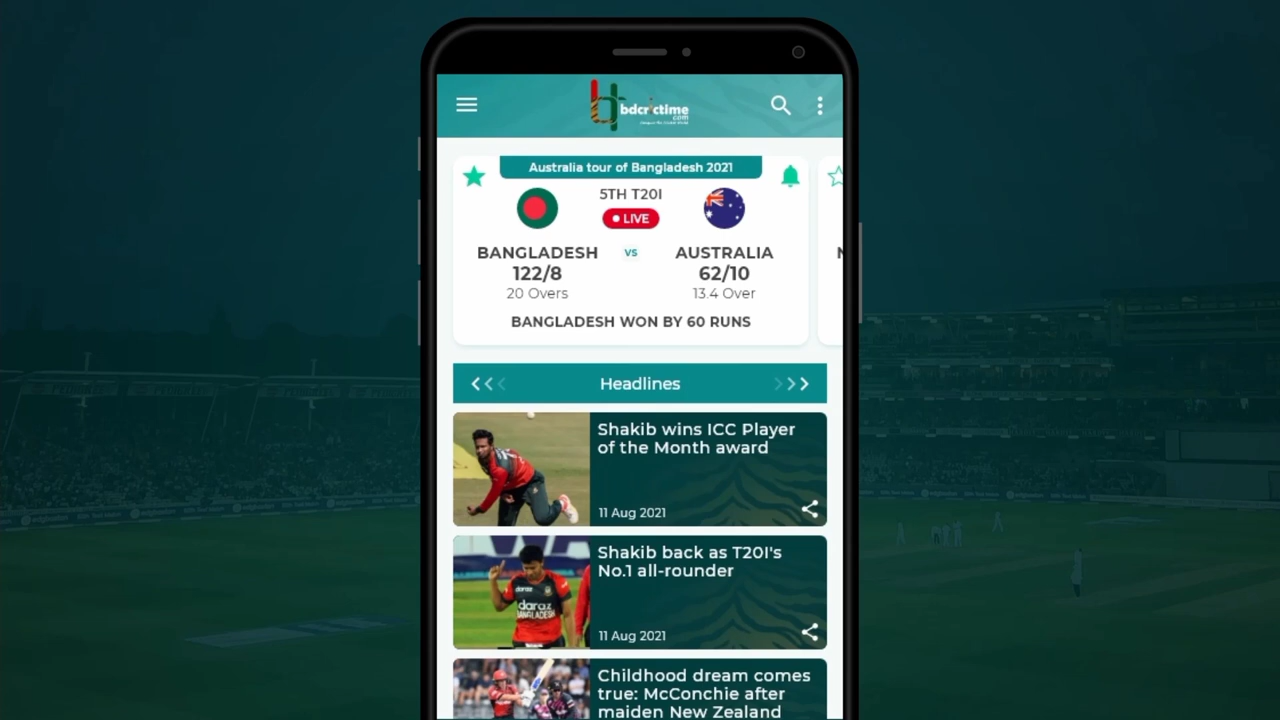 bdcrictime
.com
Australia tour of Bangladesh 2021
5TH T20I
LIVE
BANGLADESH vs AUSTRALIA
122/8 62/10
20 Overs 13.4 Over
BANGLADESH WON BY 60 RUNS
Headlines
Shakib wins ICC Player
of the Month award
11 Aug 2021
Shakib back as T20I's
No.1 all-rounder
daraz
daraz
BANGLADESH
11 Aug 2021
Childhood dream comes
true: McConchie after
maiden New Zealand